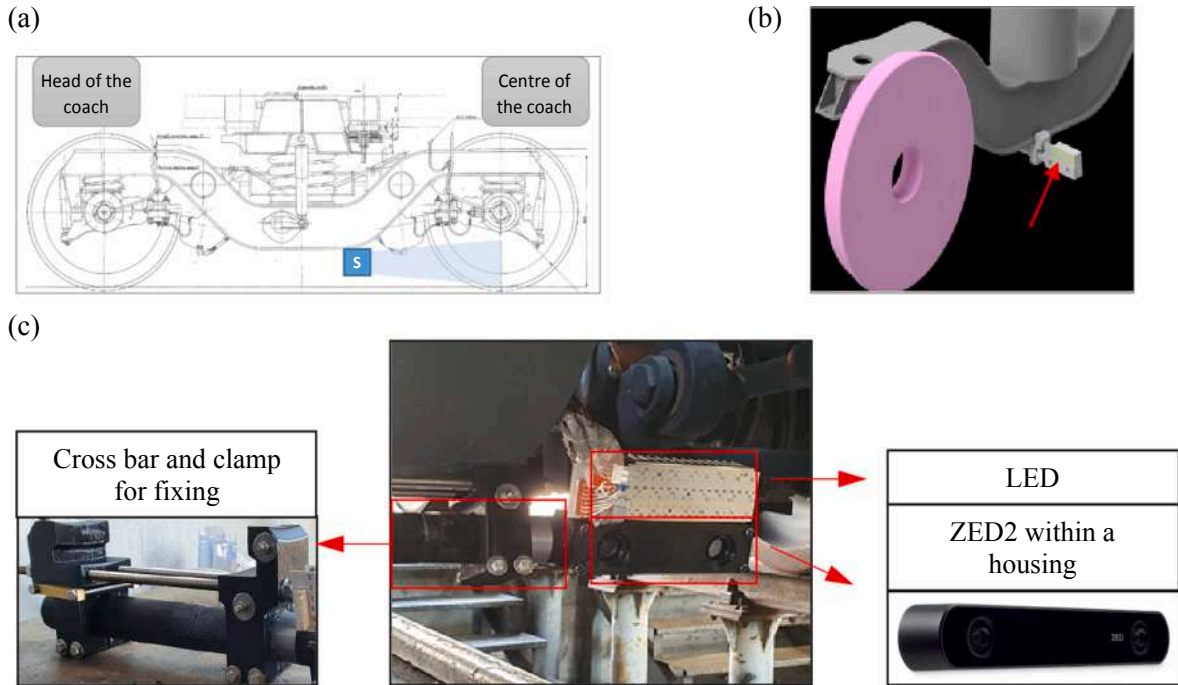 (a)
(b)
Head of the
coach
Centre of
the coach
S
(c)
Cross bar and clamp
for fixing
LED
ZED2 within a
housing
ZED